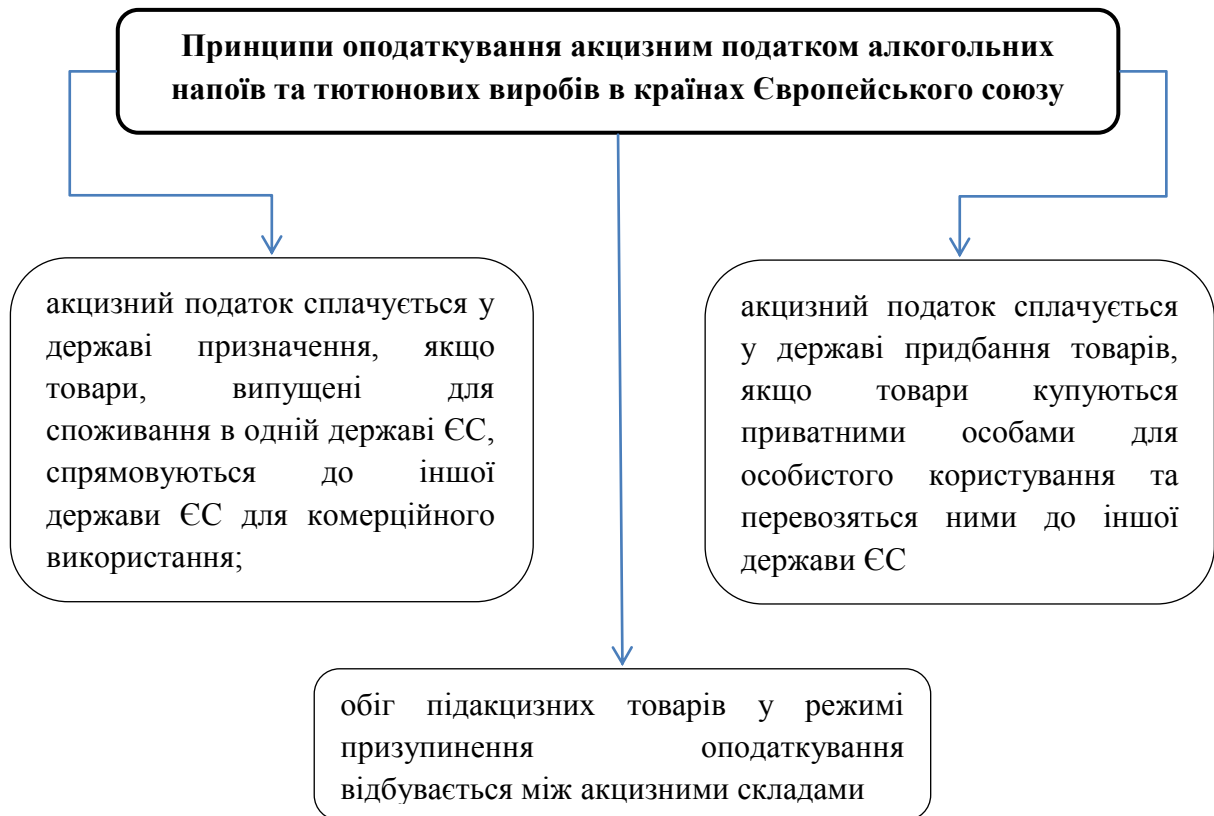 Принципи оподаткування акцизним податком алкогольних
напоїв та тютюнових виробів в країнах Європейського союзу
акцизний податок сплачується у
державі призначення, якщо
товари, випущені для
споживання в одній державі ЄС,
спрямовуються до іншої
держави ЄС для комерційного
використання;
акцизний податок сплачується
у державі придбання товарів,
якщо товари купуються
приватними особами для
особистого користування та
перевозяться ними до іншої
держави ЄС
обіг підакцизних товарів у режимі
призупинення оподаткування
відбувається між акцизними складами